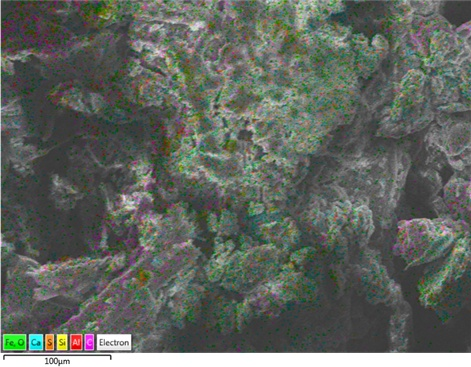 Fe, O Ca S Si Al C Electron
100µm